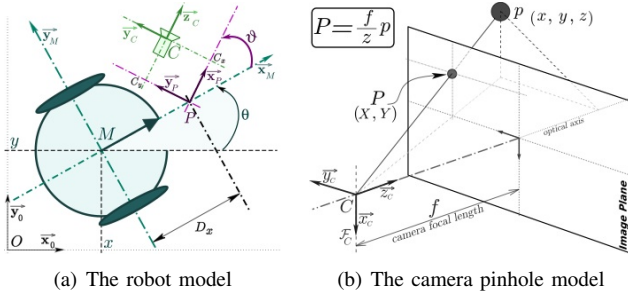 y_M
z_C
y_C
C
ϑ
C_x
x_P
x_M
C_y
y_P
P
θ
M
y
y_0
D_x
O
x_0
x
(a) The robot model
P = f/z p
p (x, y, z)
P
(X, Y)
optical axis
y_C
z_C
C
x_C
F_C
f
camera focal length
Image Plane
(b) The camera pinhole model